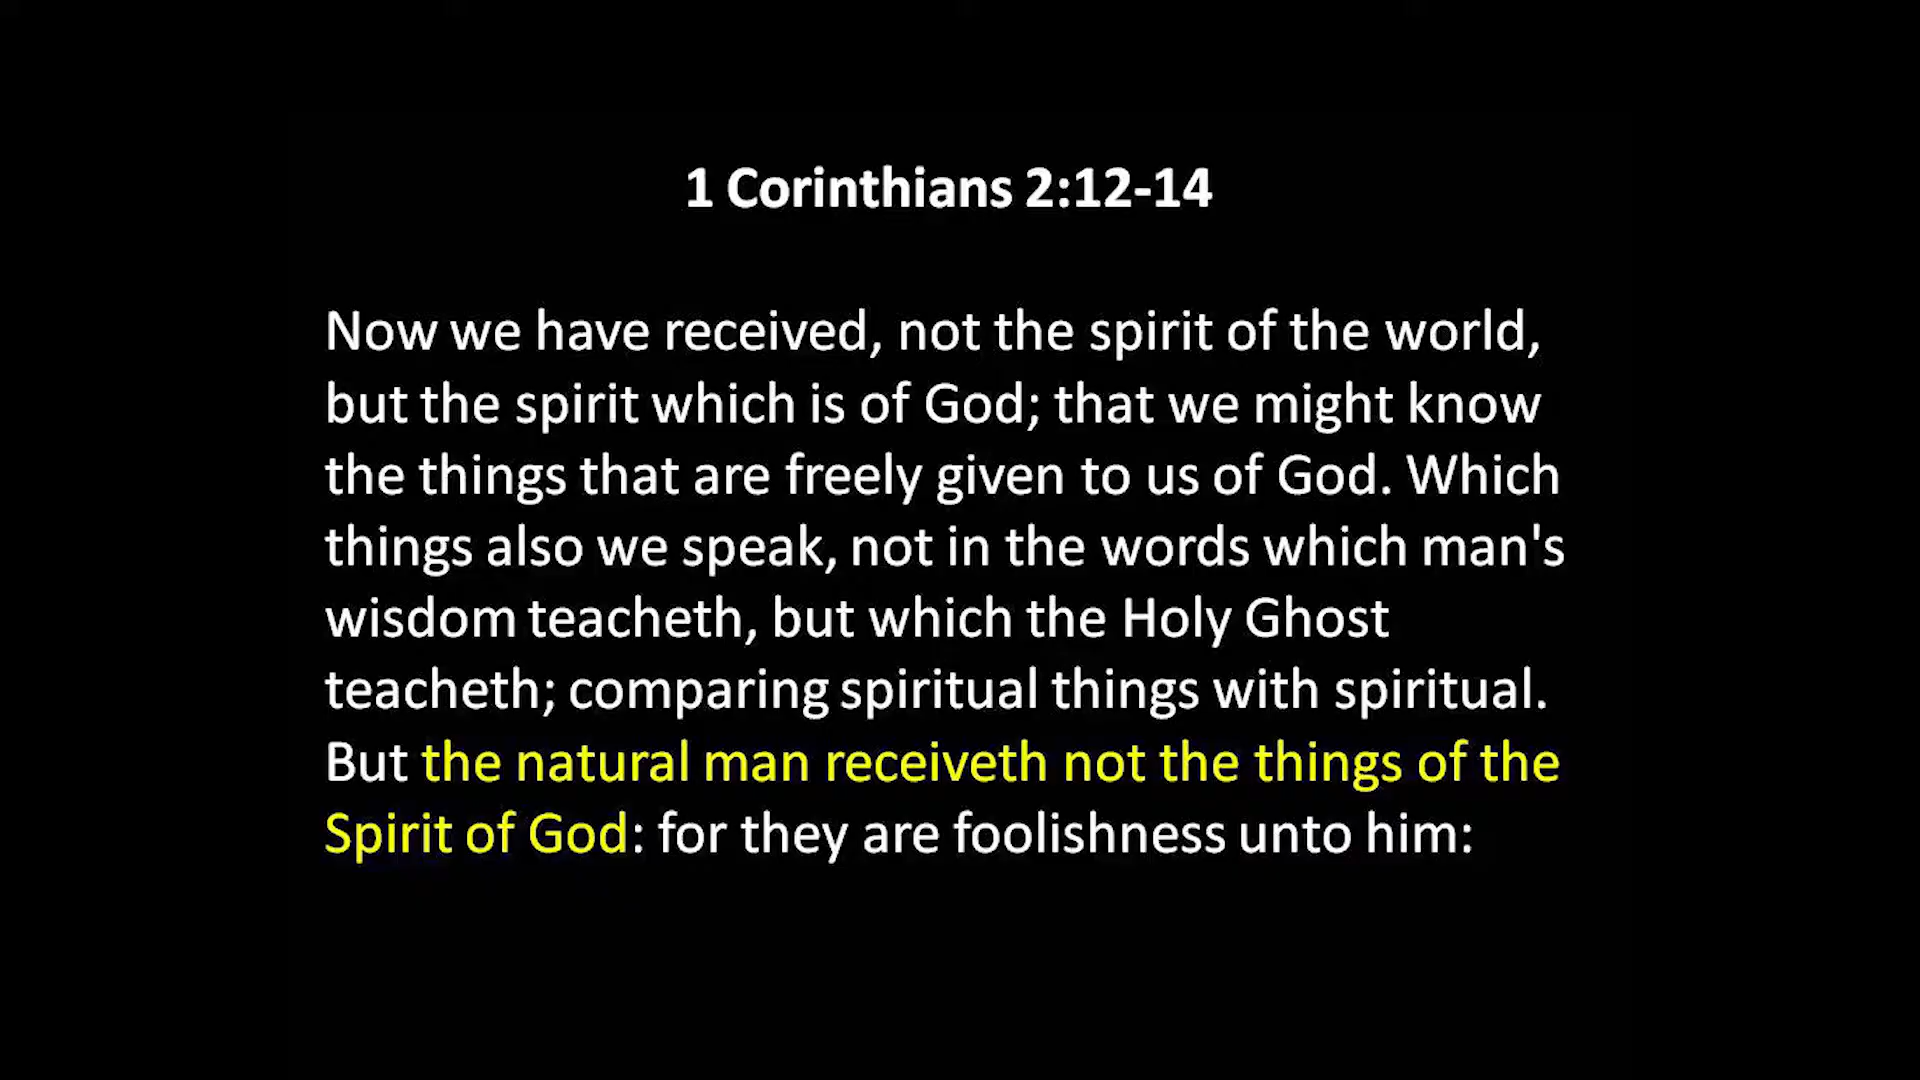 1 Corinthians 2:12-14
Now we have received, not the spirit of the world,
but the spirit which is of God; that we might know
the things that are freely given to us of God. Which
things also we speak, not in the words which man's
wisdom teacheth, but which the Holy Ghost
teacheth; comparing spiritual things with spiritual.
But the natural man receiveth not the things of the
Spirit of God: for they are foolishness unto him: